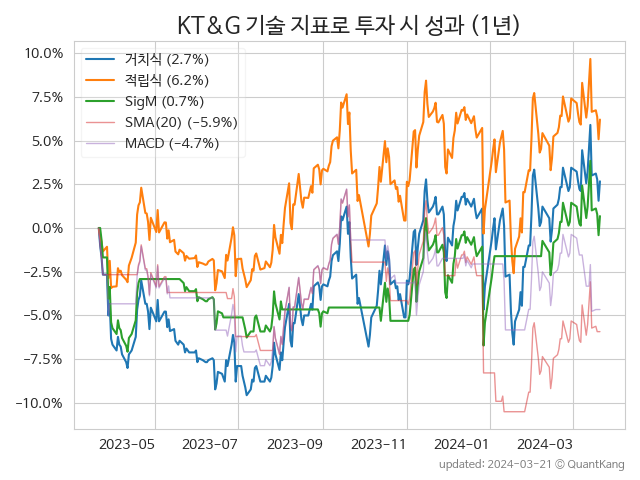 KT&G 기술 지표로 투자 시 성과 (1년)
거치식 (2.7%)
적립식 (6.2%)
SigM (0.7%)
SMA(20) (−5.9%)
MACD (−4.7%)
10.0%
7.5%
5.0%
2.5%
0.0%
−2.5%
−5.0%
−7.5%
−10.0%
2023-05 2023-07 2023-09 2023-11 2024-01 2024-03
updated: 2024-03-21 © QuantKang